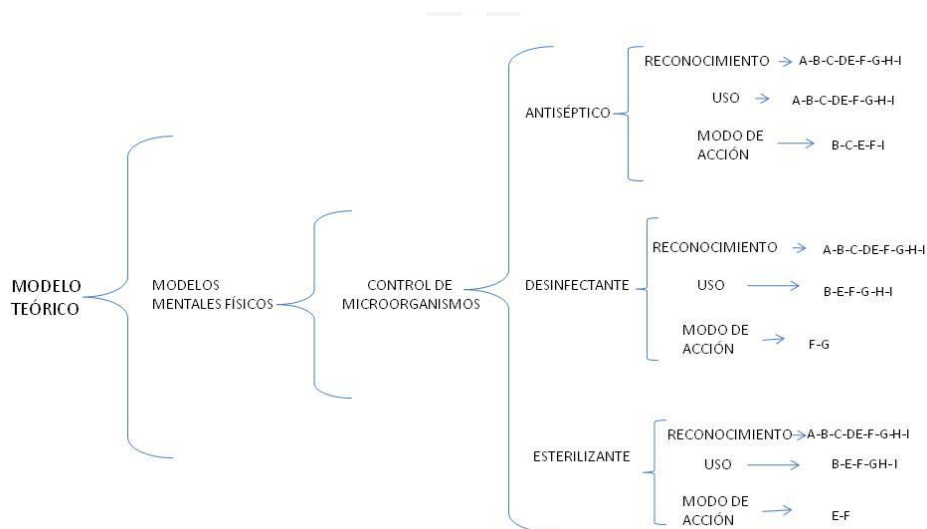 MODELO
TEÓRICO
MODELOS
MENTALES FÍSICOS
CONTROL DE
MICROORGANISMOS
ANTISÉPTICO
RECONOCIMIENTO
A-B-C-DE-F-G-H-I
USO
A-B-C-DE-F-G-H-I
MODO DE
ACCIÓN
B-C-E-F-I
DESINFECTANTE
RECONOCIMIENTO
A-B-C-DE-F-G-H-I
USO
B-E-F-G-H-I
MODO DE
ACCIÓN
F-G
ESTERILIZANTE
RECONOCIMIENTO
A-B-C-DE-F-G-H-I
USO
B-E-F-GH-I
MODO DE
ACCIÓN
E-F